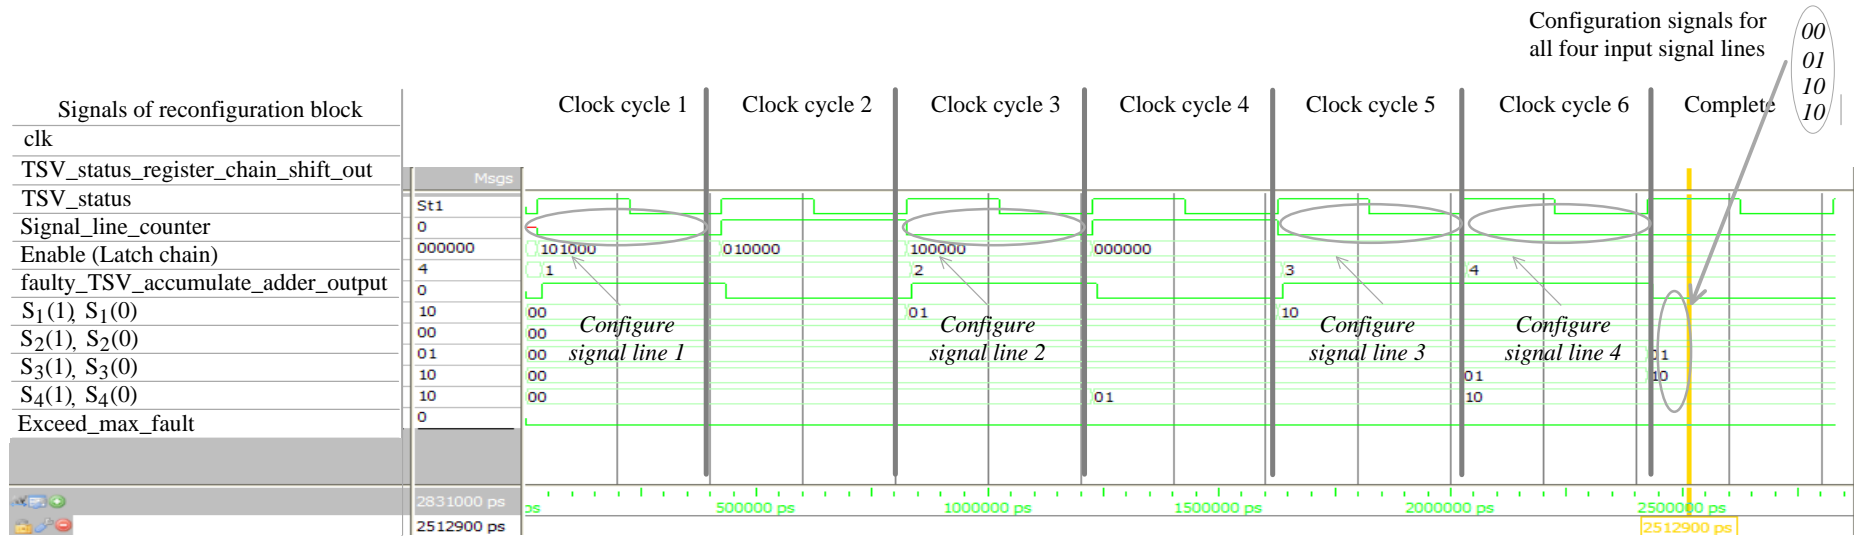 Configuration signals for
all four input signal lines
00
01
10
10
Signals of reconfiguration block
Clock cycle 1
Clock cycle 2
Clock cycle 3
Clock cycle 4
Clock cycle 5
Clock cycle 6
Complete
clk
TSV_status_register_chain_shift_out
TSV_status
Signal_line_counter
Enable (Latch chain)
faulty_TSV_accumulate_adder_output
S1(1), S1(0)
S2(1), S2(0)
S3(1), S3(0)
S4(1), S4(0)
Exceed_max_fault
Msgs
St1
0
000000 101000 010000 100000 000000
4 1 2 3 4
0
10 00 01 10
00 00
01 00 01
10 00 01 10
10 00 01 10
0
Configure
signal line 1
Configure
signal line 2
Configure
signal line 3
Configure
signal line 4
2831000 ps
ps 500000 ps 1000000 ps 1500000 ps 2000000 ps 2500000 ps
2512900 ps
2512900 ps